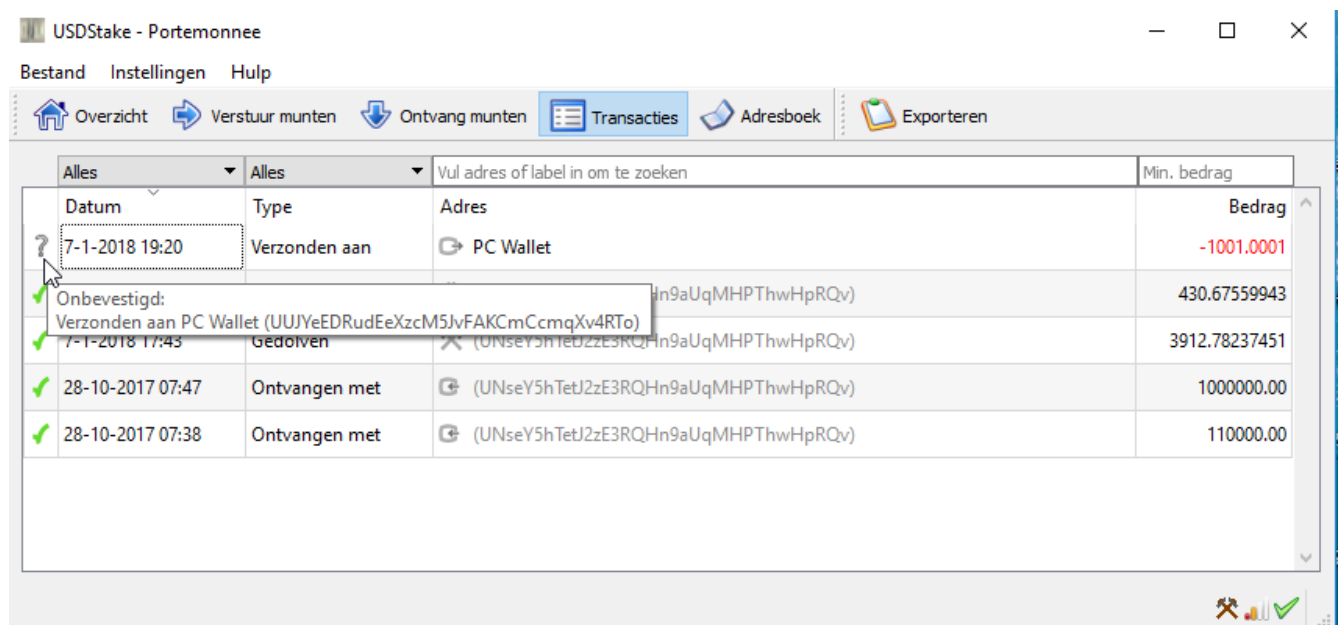 USDStake - Portemonnee
Bestand Instellingen Hulp
Overzicht Verstuur munten Ontvang munten Transacties Adresboek Exporteren
Alles Alles Vul adres of label in om te zoeken Min. bedrag
Datum Type Adres Bedrag
7-1-2018 19:20 Verzonden aan PC Wallet -1001.0001
Hn9aUqMHPThwHpRQv) 430.67559943
Onbevestigd:
Verzonden aan PC Wallet (UUJYeEDRudEeXzcM5JvFAKCmCcmqXv4RTo)
7-1-2018 17:43 Gedolven (UNseY5hTetJ2zE3RQHn9aUqMHPThwHpRQv) 3912.78237451
28-10-2017 07:47 Ontvangen met (UNseY5hTetJ2zE3RQHn9aUqMHPThwHpRQv) 1000000.00
28-10-2017 07:38 Ontvangen met (UNseY5hTetJ2zE3RQHn9aUqMHPThwHpRQv) 110000.00